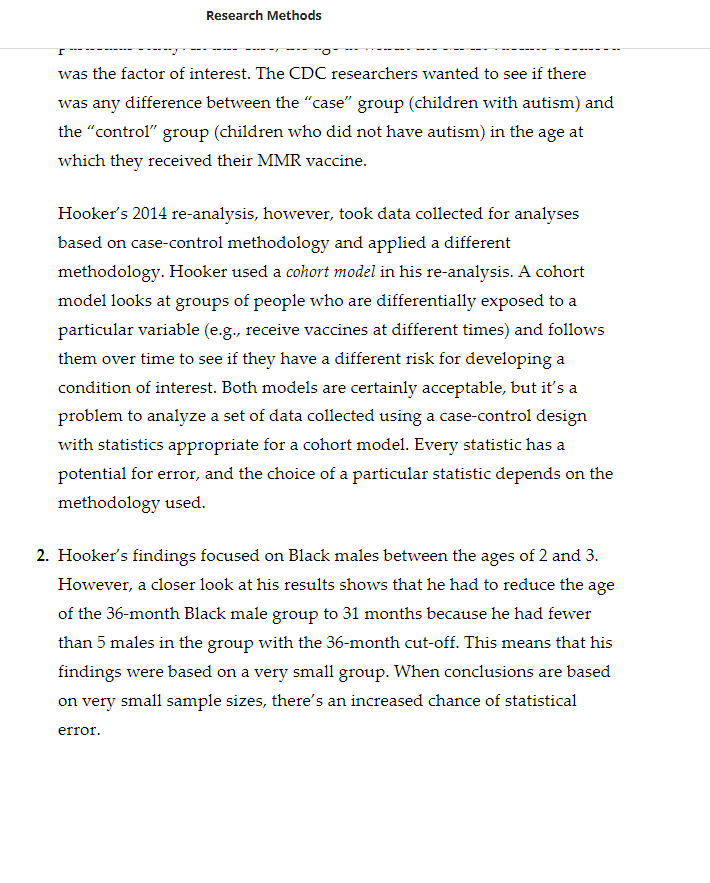 Research Methods
was the factor of interest. The CDC researchers wanted to see if there
was any difference between the “case” group (children with autism) and
the “control” group (children who did not have autism) in the age at
which they received their MMR vaccine.
Hooker’s 2014 re-analysis, however, took data collected for analyses
based on case-control methodology and applied a different
methodology. Hooker used a cohort model in his re-analysis. A cohort
model looks at groups of people who are differentially exposed to a
particular variable (e.g., receive vaccines at different times) and follows
them over time to see if they have a different risk for developing a
condition of interest. Both models are certainly acceptable, but it’s a
problem to analyze a set of data collected using a case-control design
with statistics appropriate for a cohort model. Every statistic has a
potential for error, and the choice of a particular statistic depends on the
methodology used.
2. Hooker’s findings focused on Black males between the ages of 2 and 3.
However, a closer look at his results shows that he had to reduce the age
of the 36-month Black male group to 31 months because he had fewer
than 5 males in the group with the 36-month cut-off. This means that his
findings were based on a very small group. When conclusions are based
on very small sample sizes, there’s an increased chance of statistical
error.